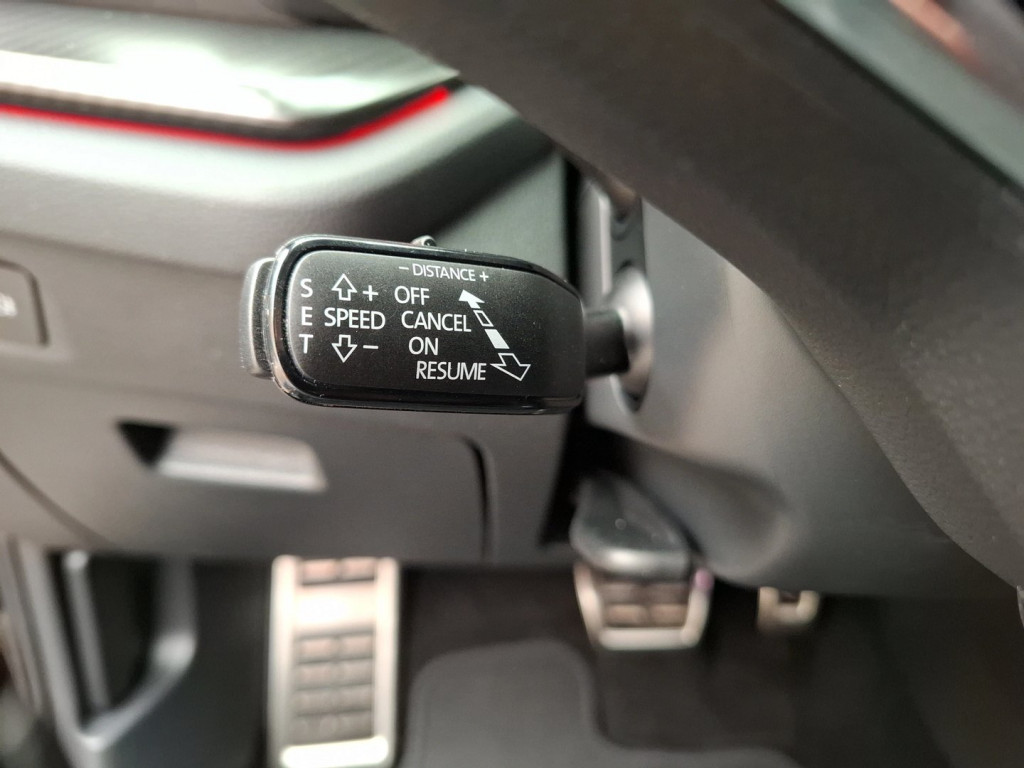 − DISTANCE +
S + OFF
E SPEED CANCEL
T − ON
RESUME